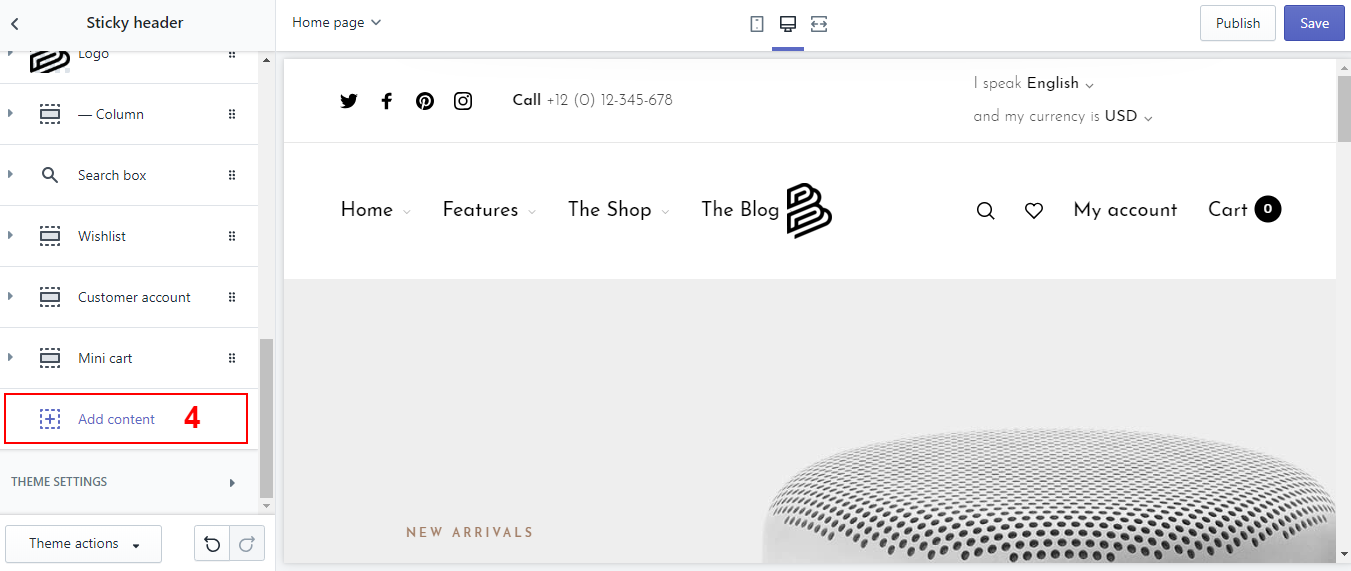 Sticky header
Home page
Publish
Save
Logo
— Column
Search box
Wishlist
Customer account
Mini cart
Add content 4
THEME SETTINGS
Theme actions
Call +12 (0) 12-345-678
I speak English
and my currency is USD
Home
Features
The Shop
The Blog
My account
Cart 0
NEW ARRIVALS